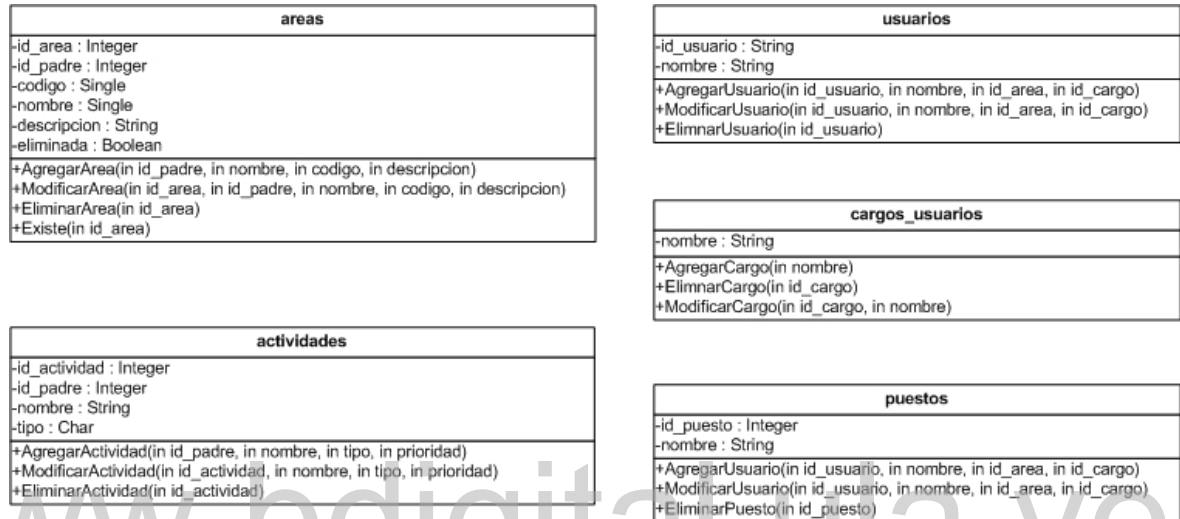 areas
-id_area : Integer
-id_padre : Integer
-codigo : Single
-nombre : Single
-descripcion : String
-eliminada : Boolean
+AgregarArea(in id_padre, in nombre, in codigo, in descripcion)
+ModificarArea(in id_area, in id_padre, in nombre, in codigo, in descripcion)
+EliminarArea(in id_area)
+Existe(in id_area)
actividades
-id_actividad : Integer
-id_padre : Integer
-nombre : String
-tipo : Char
+AgregarActividad(in id_padre, in nombre, in tipo, in prioridad)
+ModificarActividad(in id_actividad, in nombre, in tipo, in prioridad)
+EliminarActividad(in id_actividad)
usuarios
-id_usuario : String
-nombre : String
+AgregarUsuario(in id_usuario, in nombre, in id_area, in id_cargo)
+ModificarUsuario(in id_usuario, in nombre, in id_area, in id_cargo)
+ElimnarUsuario(in id_usuario)
cargos_usuarios
-nombre : String
+AgregarCargo(in nombre)
+ElimnarCargo(in id_cargo)
+ModificarCargo(in id_cargo, in nombre)
puestos
-id_puesto : Integer
-nombre : String
+AgregarUsuario(in id_usuario, in nombre, in id_area, in id_cargo)
+ModificarUsuario(in id_usuario, in nombre, in id_area, in id_cargo)
+EliminarPuesto(in id_puesto)